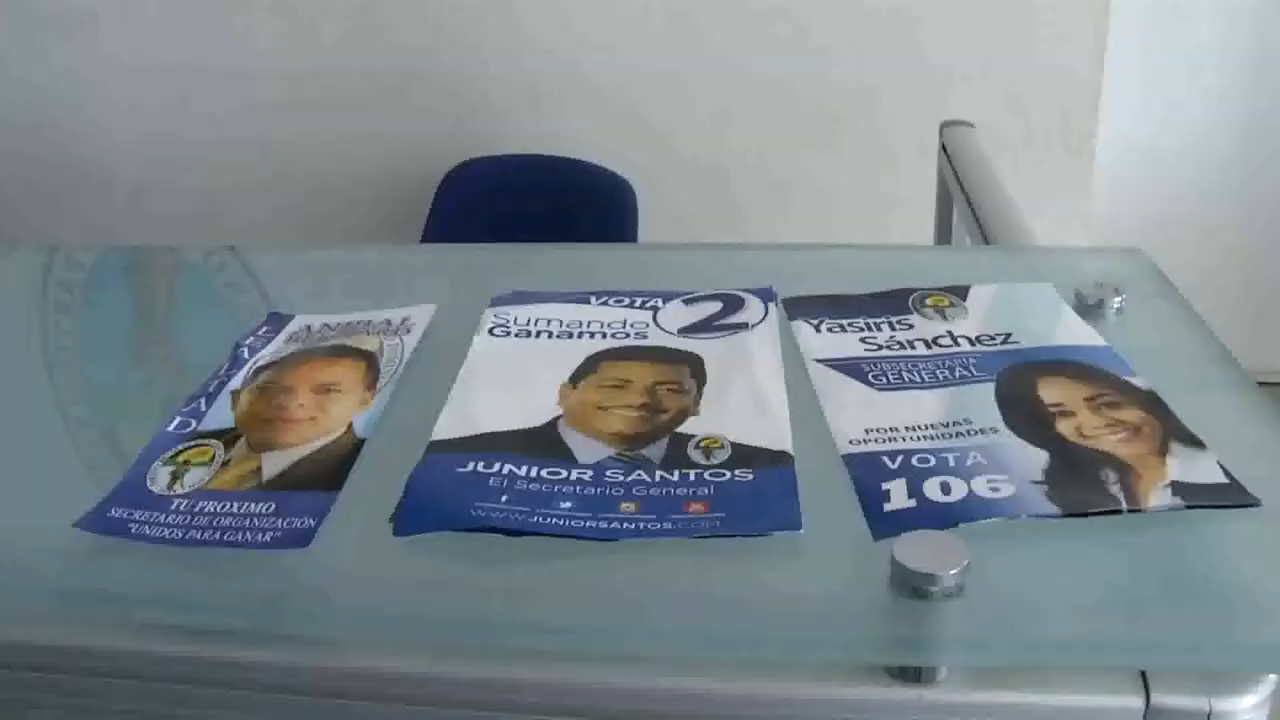 LEALTAD
TU PROXIMO
SECRETARIO DE ORGANIZACIÓN
"UNIDOS PARA GANAR"
VOTA 2
Sumando
Ganamos
JUNIOR SANTOS
El Secretario General
WWW.JUNIORSANTOS.COM
Yasiris
Sánchez
SUBSECRETARIA
GENERAL
POR NUEVAS
OPORTUNIDADES
VOTA
106